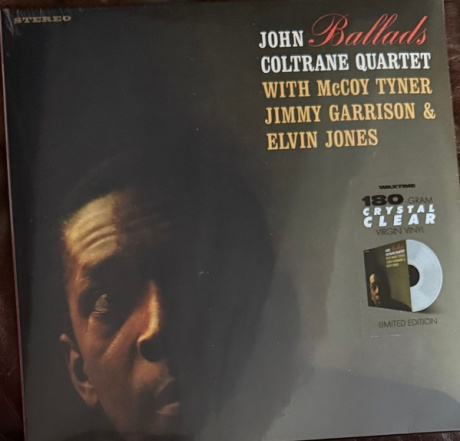 STEREO
JOHN Ballads
COLTRANE QUARTET
WITH McCOY TYNER
JIMMY GARRISON &
ELVIN JONES
WAXTIME
180 GRAM
CRYSTAL
CLEAR
VIRGIN VINYL
LIMITED EDITION